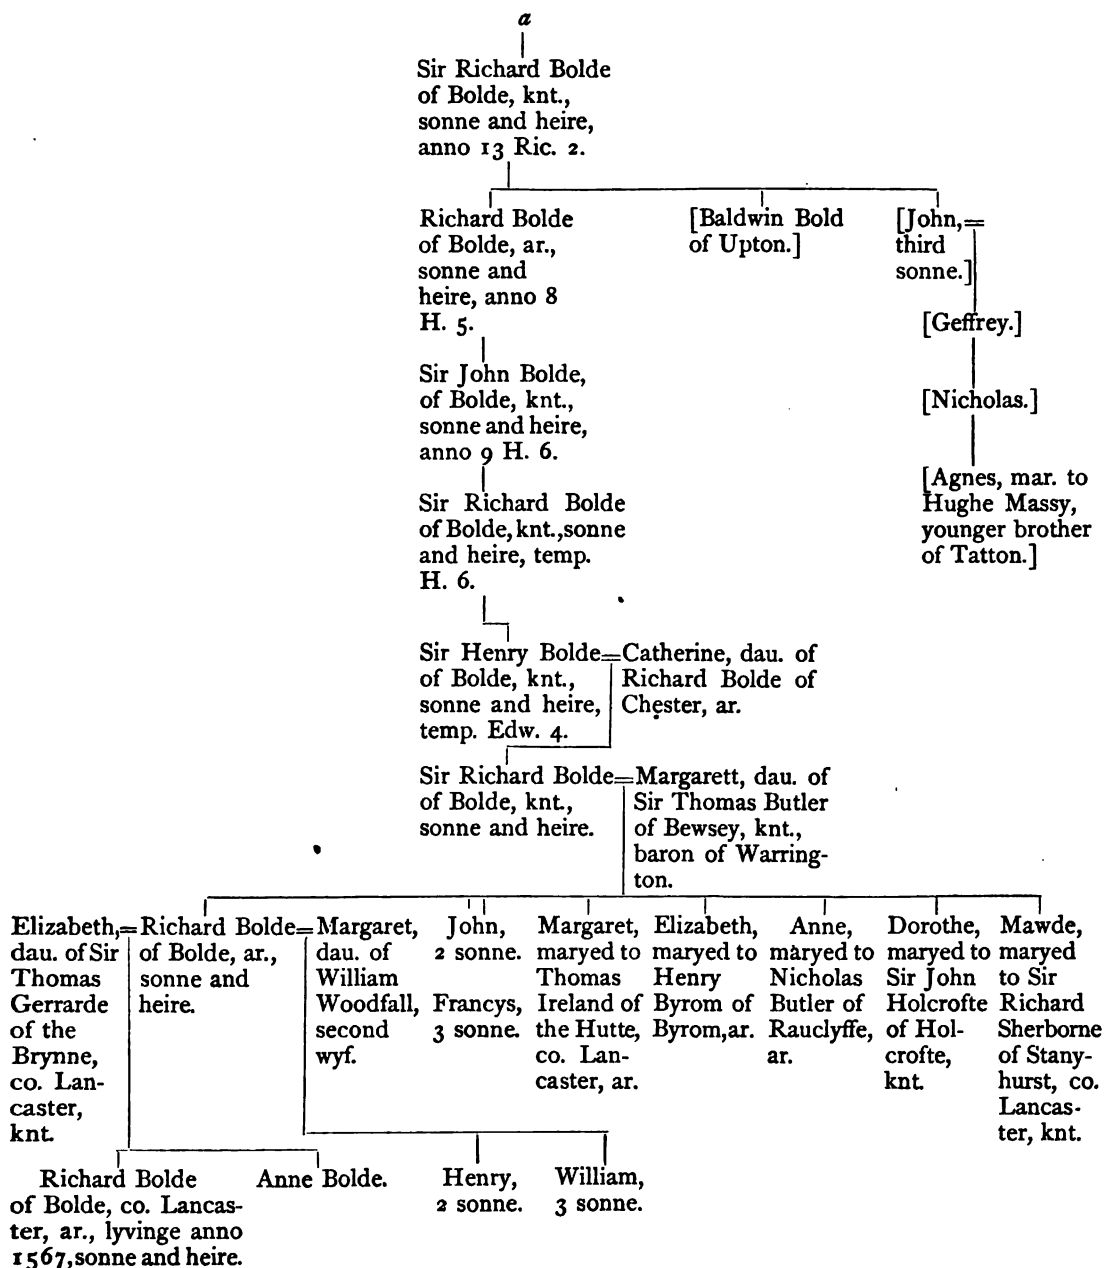 a
Sir Richard Bolde
of Bolde, knt.,
sonne and heire,
anno 13 Ric. 2.
Richard Bolde
of Bolde, ar.,
sonne and
heire, anno 8
H. 5.
[Baldwin Bold
of Upton.]
[John,=
third
sonne.]
[Geffrey.]
[Nicholas.]
[Agnes, mar. to
Hughe Massy,
younger brother
of Tatton.]
Sir John Bolde,
of Bolde, knt.,
sonne and heire,
anno 9 H. 6.
Sir Richard Bolde
of Bolde, knt., sonne
and heire, temp.
H. 6.
Sir Henry Bolde=
of Bolde, knt.,
sonne and heire,
temp. Edw. 4.
Catherine, dau. of
Richard Bolde of
Chester, ar.
Sir Richard Bolde=
of Bolde, knt.,
sonne and heire.
Margarett, dau. of
Sir Thomas Butler
of Bewsey, knt.,
baron of Warring-
ton.
Elizabeth,=
dau. of Sir
Thomas
Gerrarde
of the
Brynne,
co. Lan-
caster,
knt.
Richard Bolde=
of Bolde, ar.,
sonne and
heire.
Margaret,
dau. of
William
Woodfall,
second
wyf.
John,
2 sonne.
Francys,
3 sonne.
Margaret,
maryed to
Thomas
Ireland of
the Hutte,
co. Lan-
caster, ar.
Elizabeth,
maryed to
Henry
Byrom of
Byrom, ar.
Anne,
maryed to
Nicholas
Butler of
Rauclyffe,
ar.
Dorothe,
maryed to
Sir John
Holcrofte
of Hol-
crofte,
knt.
Mawde,
maryed
to Sir
Richard
Sherborne
of Stany-
hurst, co.
Lancas-
ter, knt.
Richard Bolde
of Bolde, co. Lancas-
ter, ar., lyvinge anno
1567, sonne and heire.
Anne Bolde.
Henry,
2 sonne.
William,
3 sonne.